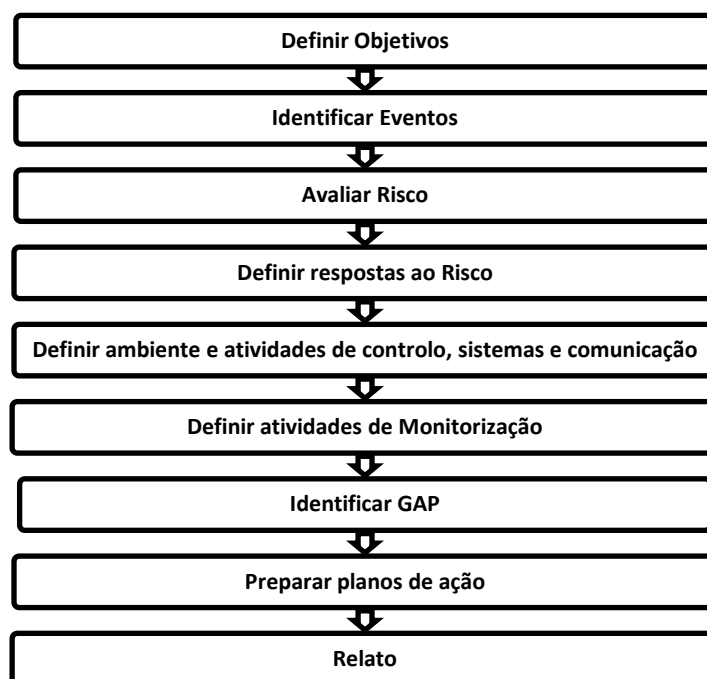 Definir Objetivos
Identificar Eventos
Avaliar Risco
Definir respostas ao Risco
Definir ambiente e atividades de controlo, sistemas e comunicação
Definir atividades de Monitorização
Identificar GAP
Preparar planos de ação
Relato